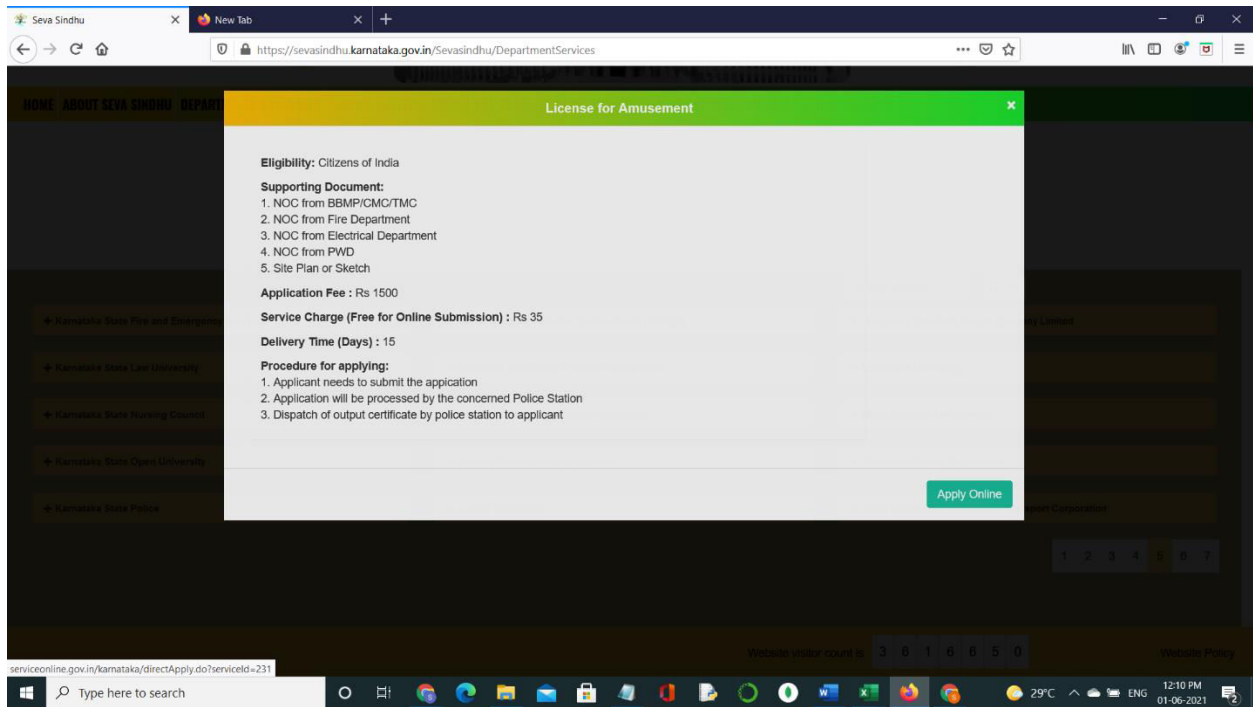 Seva Sindhu
New Tab
https://sevasindhu.karnataka.gov.in/Sevasindhu/DepartmentServices
HOME ABOUT SEVA SINDHU
License for Amusement
×
Eligibility: Citizens of India
Supporting Document:
1. NOC from BBMP/CMC/TMC
2. NOC from Fire Department
3. NOC from Electrical Department
4. NOC from PWD
5. Site Plan or Sketch
Application Fee : Rs 1500
Service Charge (Free for Online Submission) : Rs 35
Delivery Time (Days) : 15
Procedure for applying:
1. Applicant needs to submit the appication
2. Application will be processed by the concerned Police Station
3. Dispatch of output certificate by police station to applicant
Apply Online
Karnataka State Fire and Emergency
Karnataka State Law University
Karnataka State Nursing Council
Karnataka State Open University
Karnataka State Police
Corporation
1 2 3 4 5 6 7
Website visitor count is 3 6 1 6 6 5 0
Website Policy
serviceonline.gov.in/karnataka/directApply.do?serviceId=231
Type here to search
29°C
ENG
12:10 PM
01-06-2021
2